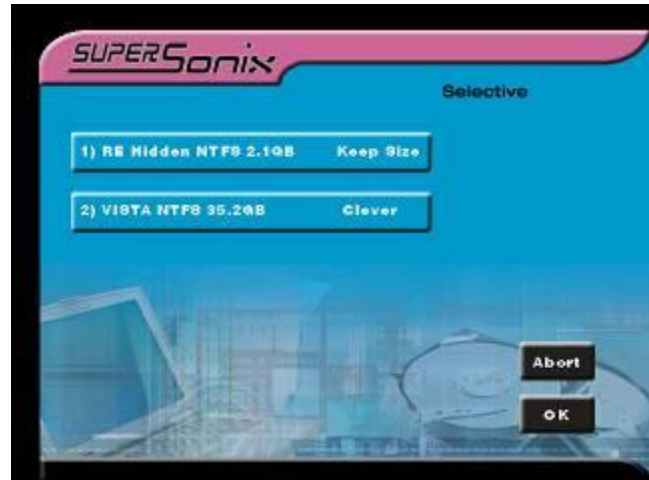 SUPERSonix
Selective
1) RE Hidden NTFS 2.1GB Keep Size
2) VISTA NTFS 35.2GB Clever
Abort
OK